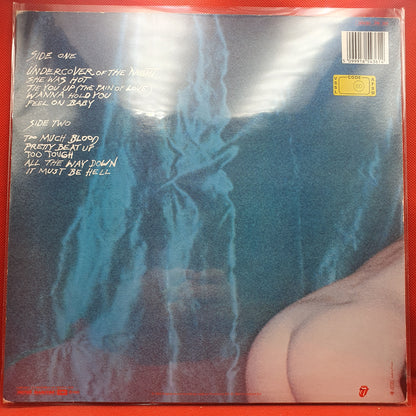 SIDE ONE
UNDERCOVER OF THE NIGHT
SHE WAS HOT
TIE YOU UP (THE PAIN OF LOVE)
WANNA HOLD YOU
FEEL ON BABY
SIDE TWO
TOO MUCH BLOOD
PRETTY BEAT UP
TOO TOUGH
ALL THE WAY DOWN
IT MUST BE HELL
CODE